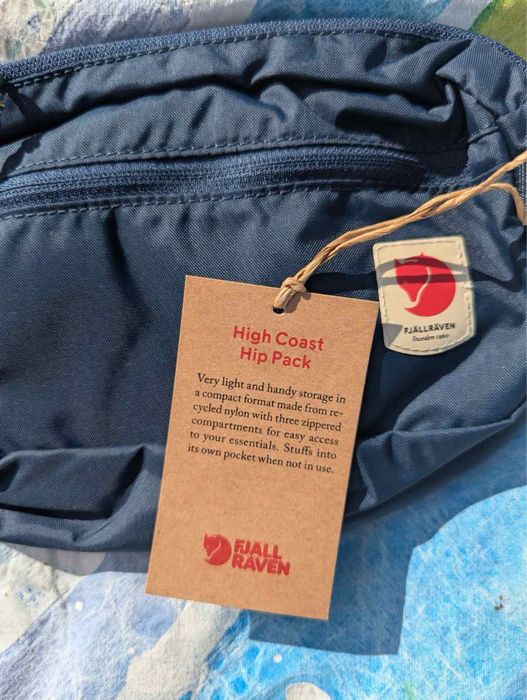 FJÄLLRÄVEN
Sweden 1960
High Coast
Hip Pack
Very light and handy storage in
a compact format made from re-
cycled nylon with three zippered
compartments for easy access
to your essentials. Stuffs into
its own pocket when not in use.
FJÄLL
RÄVEN